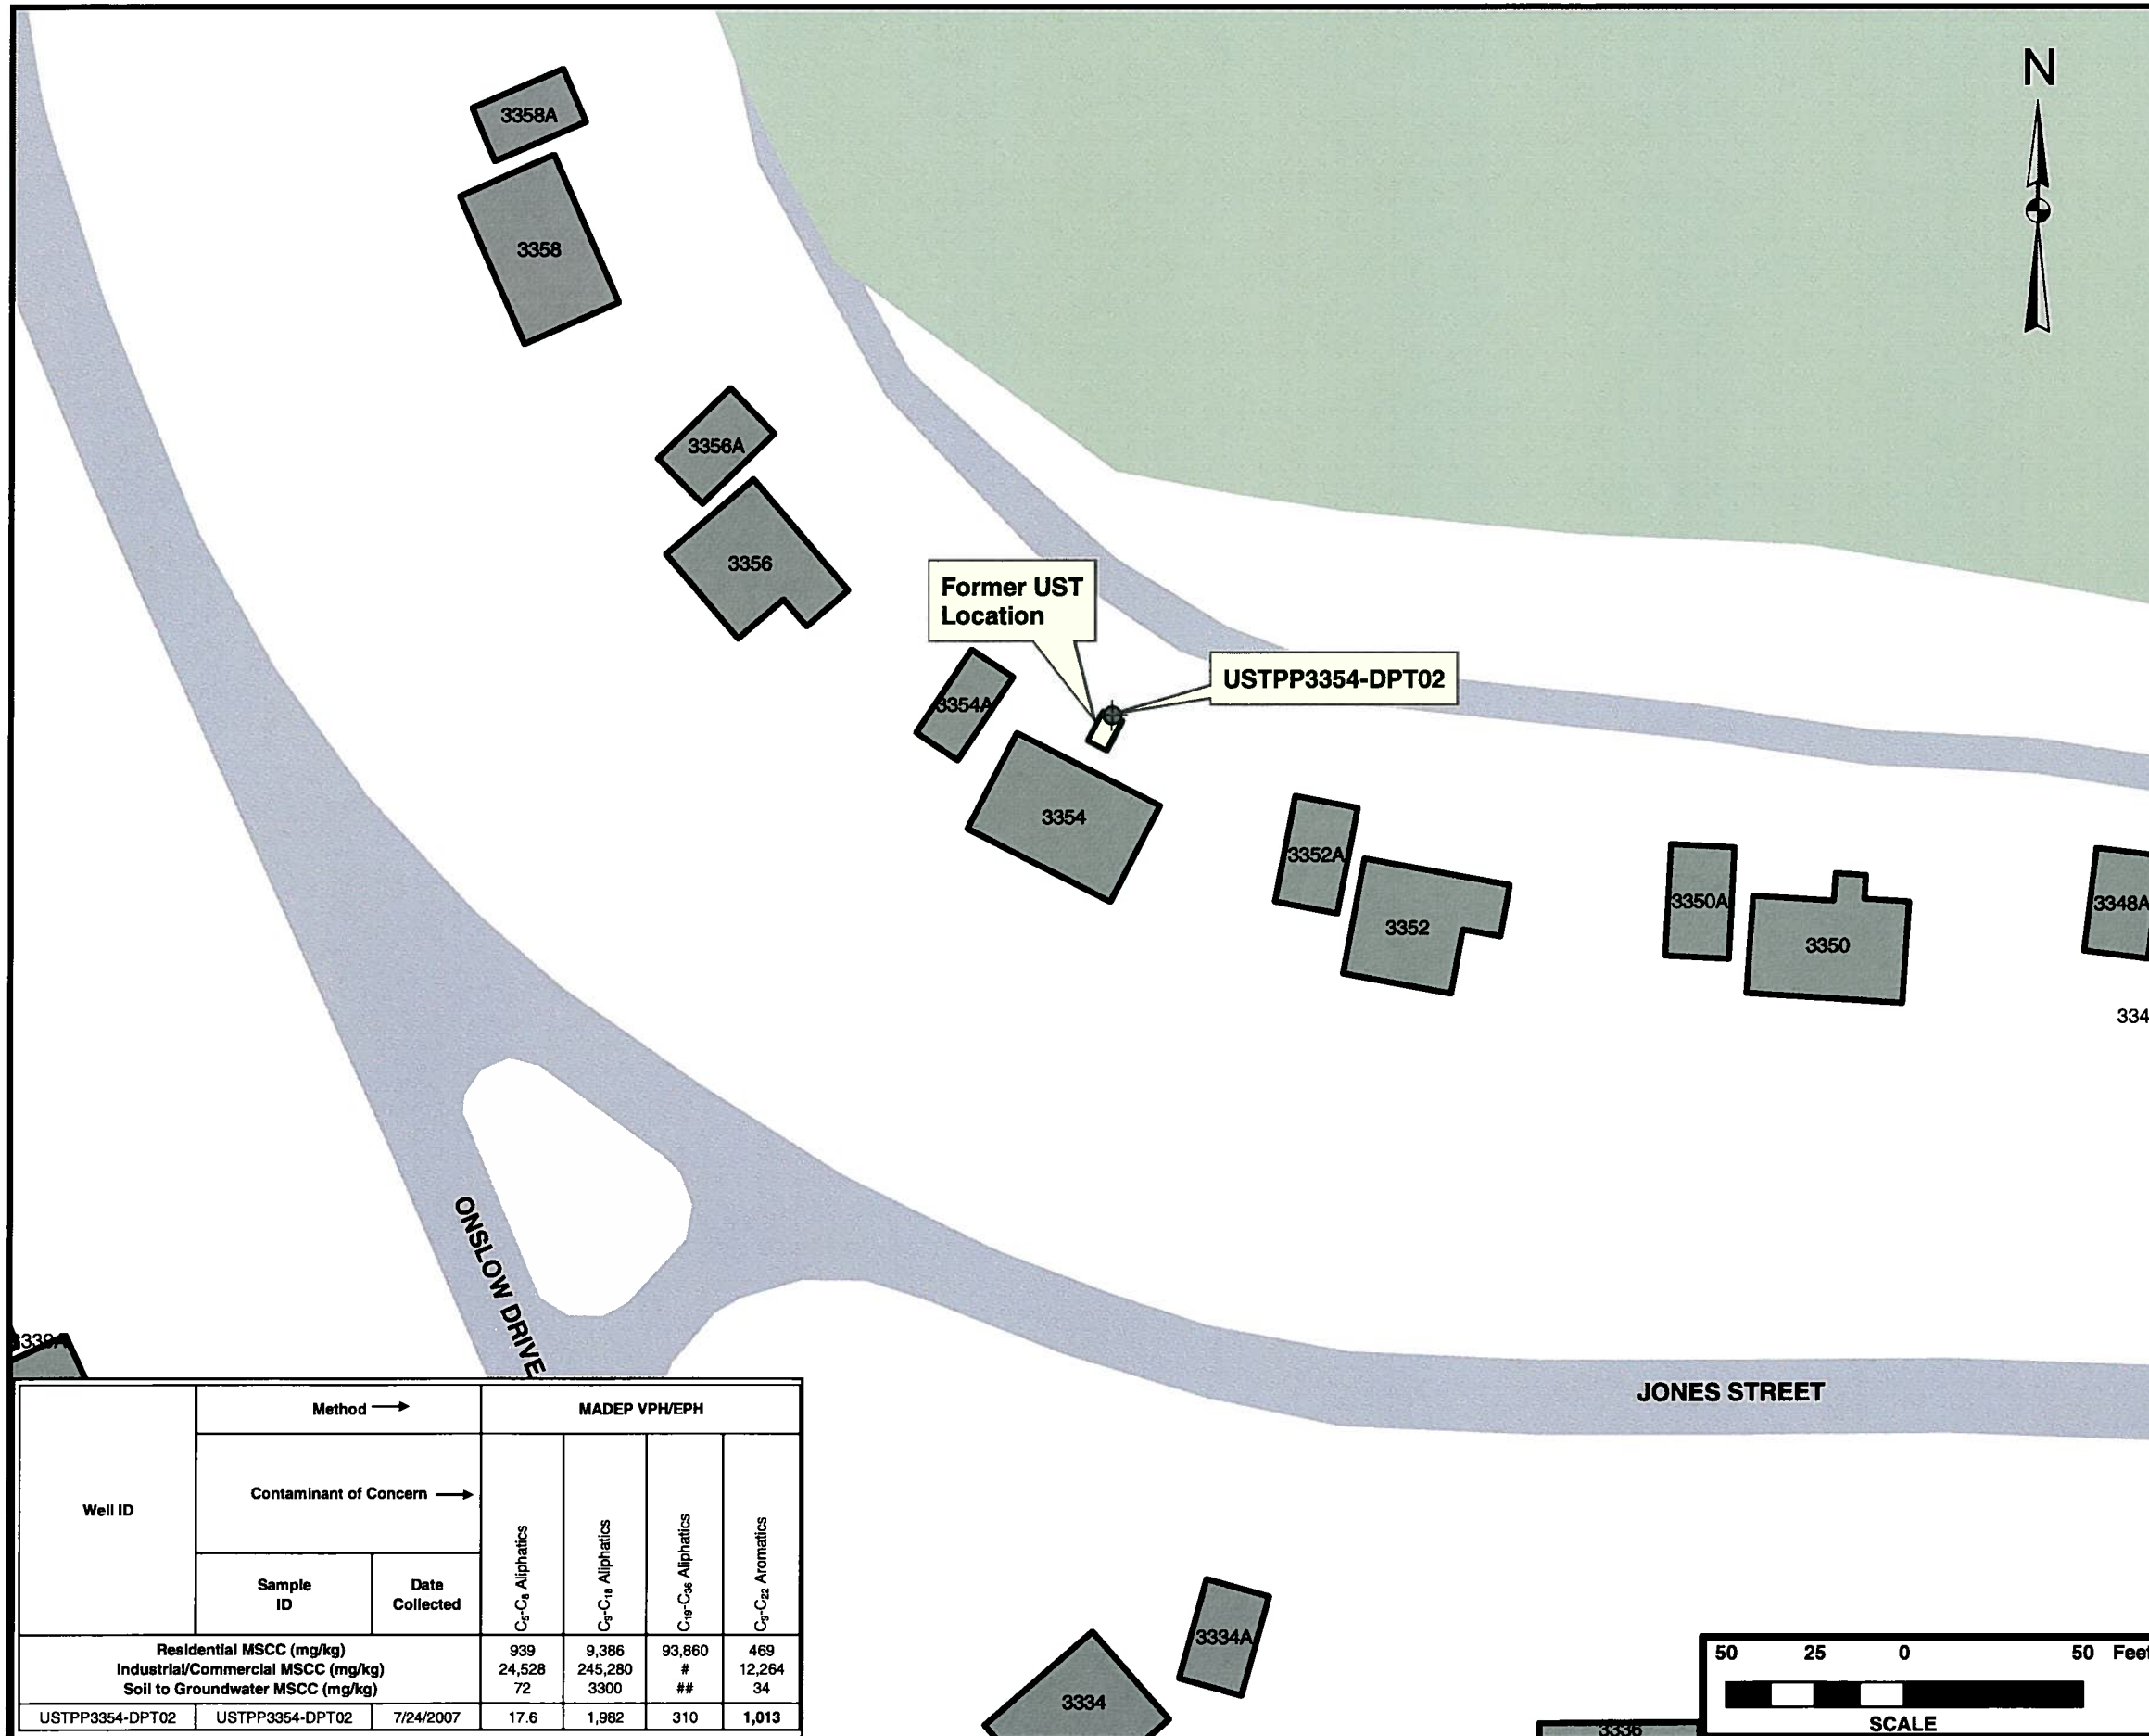 N
3358A
3358
3356A
3356
Former UST
Location
USTPP3354-DPT02
3354A
3354
3352A
3352
3350A
3350
3348A
334
ONSLOW DRIVE
JONES STREET
3339A
Method →
MADEP VPH/EPH
Well ID
Contaminant of Concern →
Sample
ID
Date
Collected
C5-C8 Aliphatics
C9-C18 Aliphatics
C19-C36 Aliphatics
C9-C22 Aromatics
Residential MSCC (mg/kg) 939 9,386 93,860 469
Industrial/Commercial MSCC (mg/kg) 24,528 245,280 # 12,264
Soil to Groundwater MSCC (mg/kg) 72 3300 ## 34
USTPP3354-DPT02 USTPP3354-DPT02 7/24/2007 17.6 1,982 310 1,013
3334A
3334
3336
50 25 0 50 Feet
SCALE